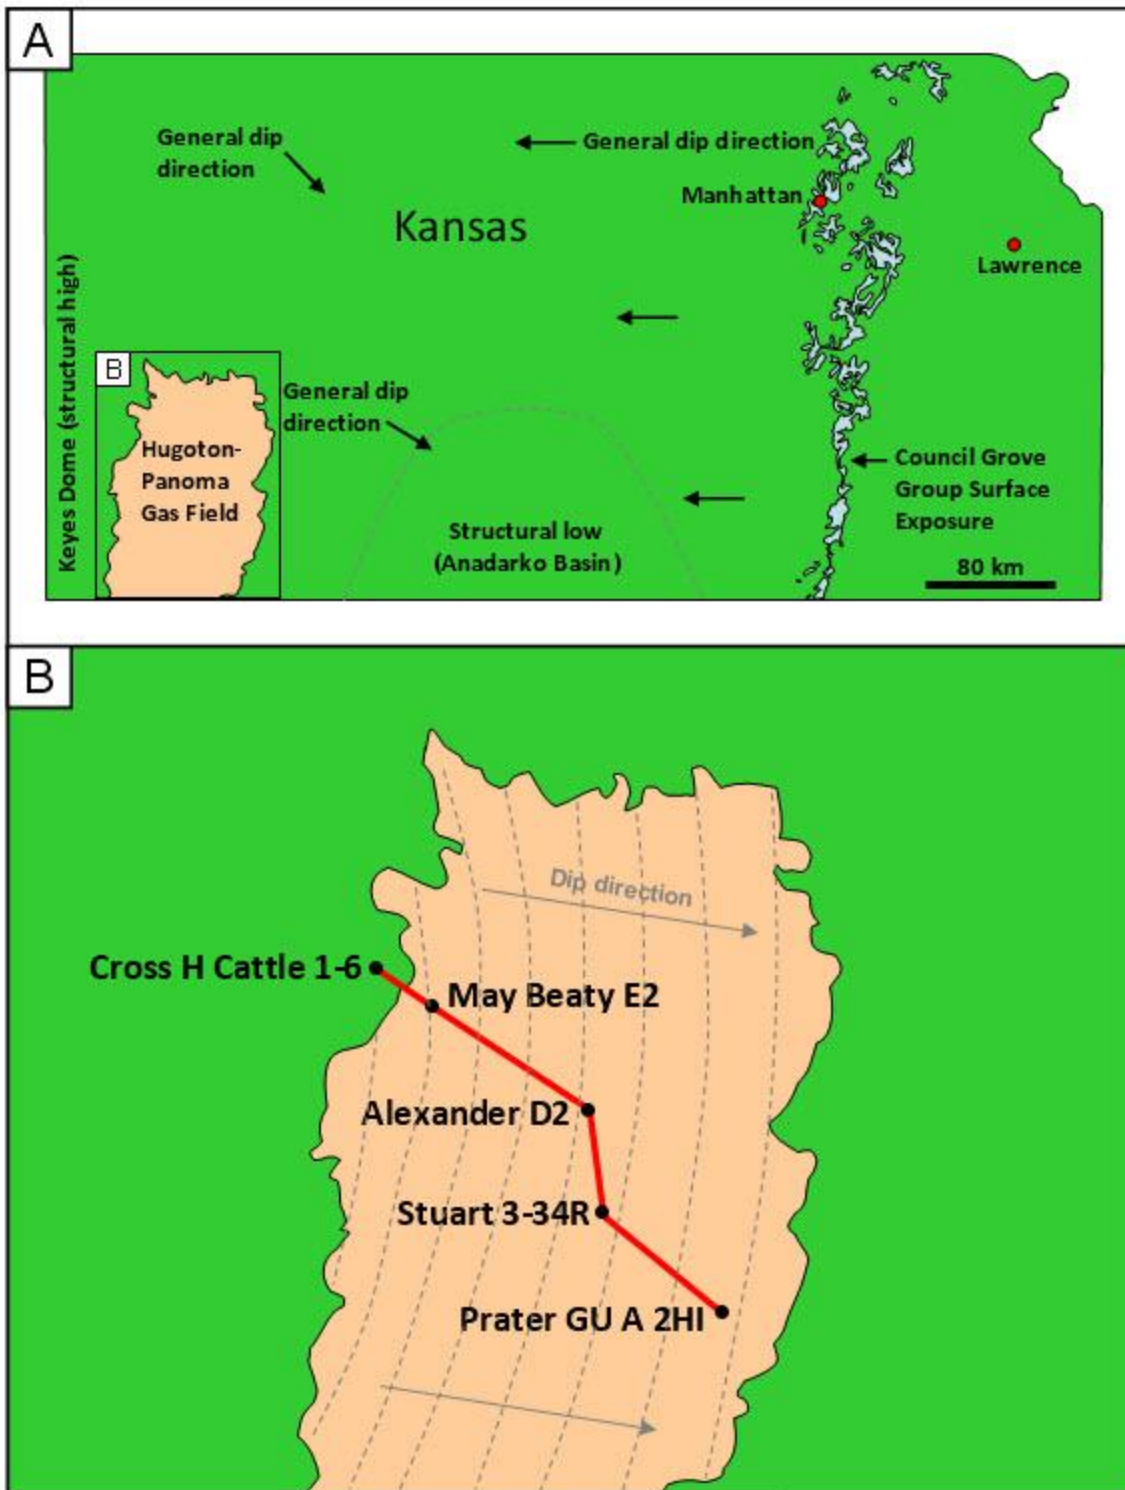 A
General dip
direction
General dip direction
Manhattan
Kansas
Lawrence
Keyes Dome (structural high)
B
General dip
direction
Hugoton-
Panoma
Gas Field
Council Grove
Group Surface
Exposure
Structural low
(Anadarko Basin)
80 km
B
Dip direction
Cross H Cattle 1-6
May Beaty E2
Alexander D2
Stuart 3-34R
Prater GU A 2HI